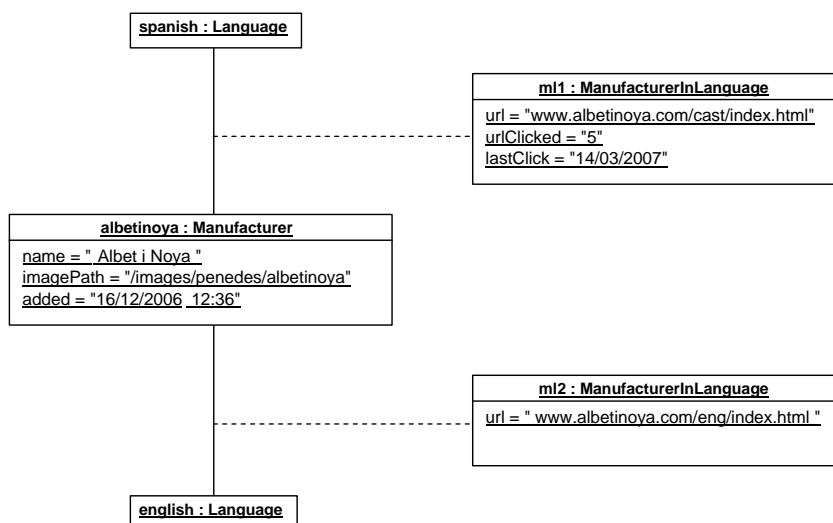 spanish : Language
ml1 : ManufacturerInLanguage
url = "www.albetinoya.com/cast/index.html"
urlClicked = "5"
lastClick = "14/03/2007"
albetinoya : Manufacturer
name = " Albet i Noya "
imagePath = "/images/penedes/albetinoya"
added = "16/12/2006 12:36"
ml2 : ManufacturerInLanguage
url = " www.albetinoya.com/eng/index.html "
english : Language